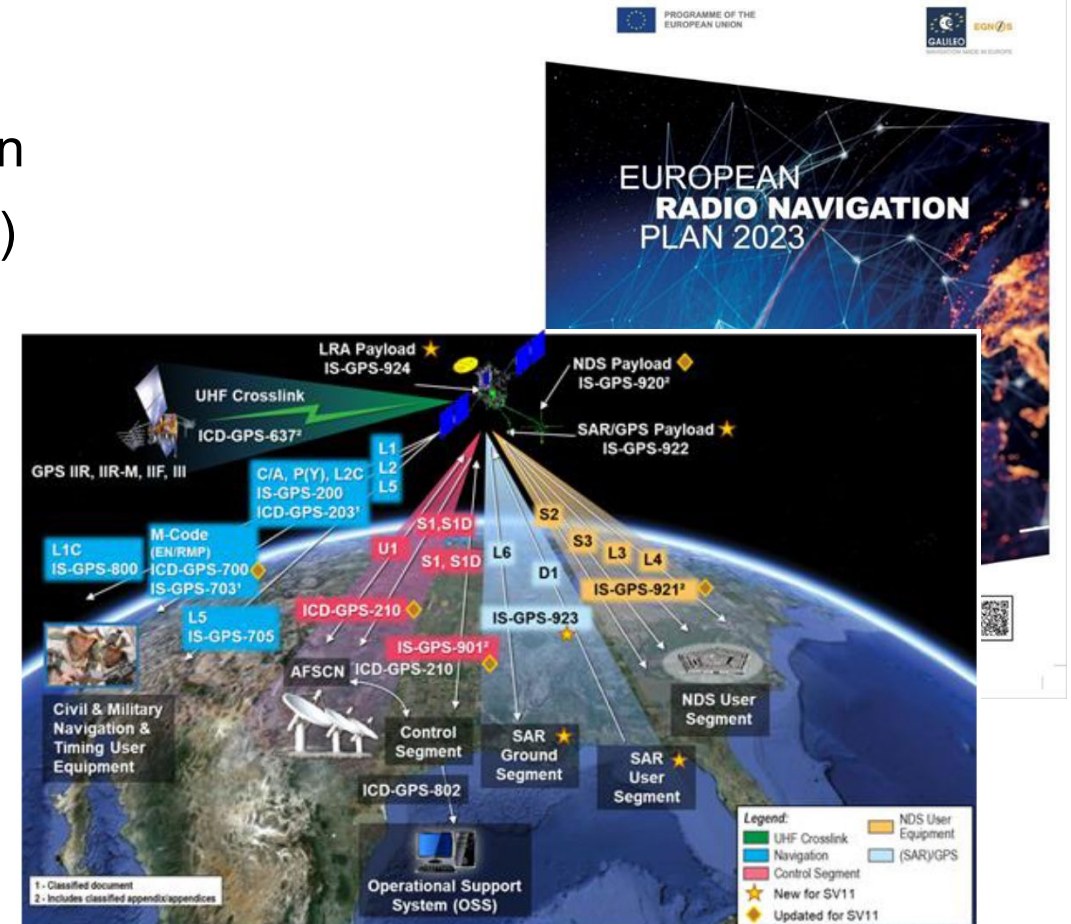 PROGRAMME OF THE
EUROPEAN UNION
GALILEO
EGNOS
NAVIGATION MADE IN EUROPE
n
)
EUROPEAN
RADIO NAVIGATION
PLAN 2023
LRA Payload
IS-GPS-924
NDS Payload
IS-GPS-920²
UHF Crosslink
ICD-GPS-637²
SAR/GPS Payload
IS-GPS-922
GPS IIR, IIR-M, IIF, III
L1
L2
L5
C/A, P(Y), L2C
IS-GPS-200
ICD-GPS-203¹
M-Code
(EN/RMP)
ICD-GPS-700
IS-GPS-703¹
L1C
IS-GPS-800
L5
IS-GPS-705
S1,S1D
U1
S1, S1D
L6
D1
S2
S3
L3
L4
IS-GPS-921²
ICD-GPS-210
IS-GPS-923
IS-GPS-901²
AFSCN
ICD-GPS-210
Civil & Military
Navigation &
Timing User
Equipment
Control
Segment
SAR
Ground
Segment
SAR
User
Segment
NDS User
Segment
ICD-GPS-802
Operational Support
System (OSS)
1 - Classified document
2 - Includes classified appendix/appendices
Legend:
UHF Crosslink
Navigation
Control Segment
NDS User
Equipment
(SAR)/GPS
New for SV11
Updated for SV11